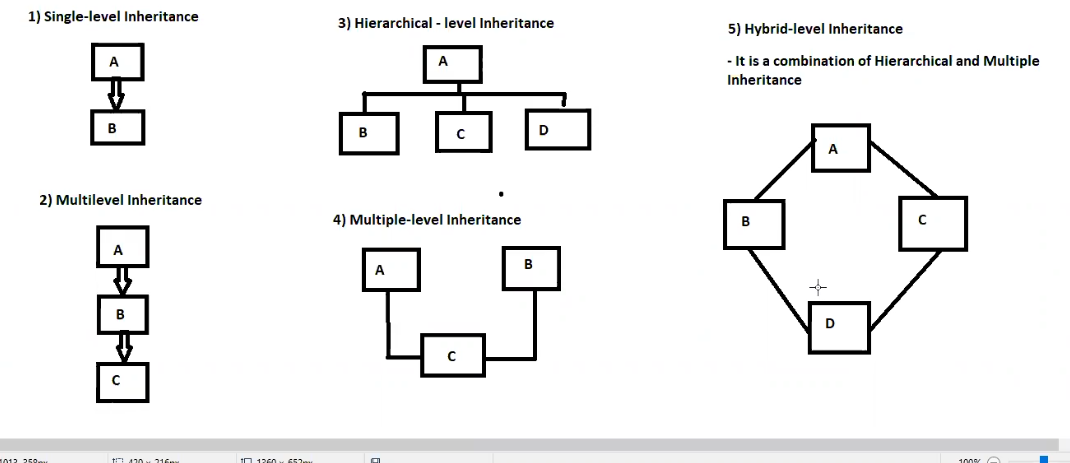 1) Single-level Inheritance
A
B
2) Multilevel Inheritance
A
B
C
3) Hierarchical - level Inheritance
A
B
C
D
4) Multiple-level Inheritance
A
B
C
5) Hybrid-level Inheritance
- It is a combination of Hierarchical and Multiple
Inheritance
A
B
C
D
100%